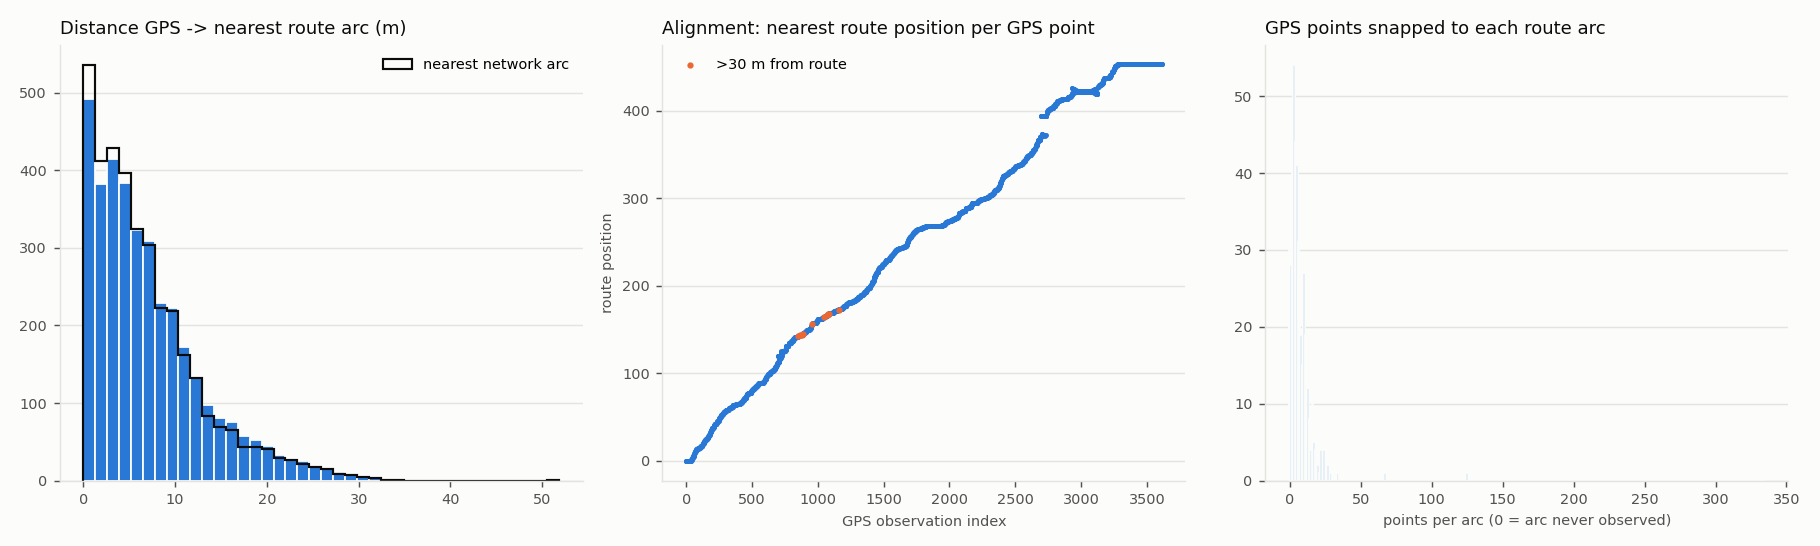 Distance GPS -> nearest route arc (m)
nearest network arc
500
400
300
200
100
0
0 10 20 30 40 50
Alignment: nearest route position per GPS point
>30 m from route
route position
400
300
200
100
0
0 500 1000 1500 2000 2500 3000 3500
GPS observation index
GPS points snapped to each route arc
50
40
30
20
10
0
0 50 100 150 200 250 300 350
points per arc (0 = arc never observed)